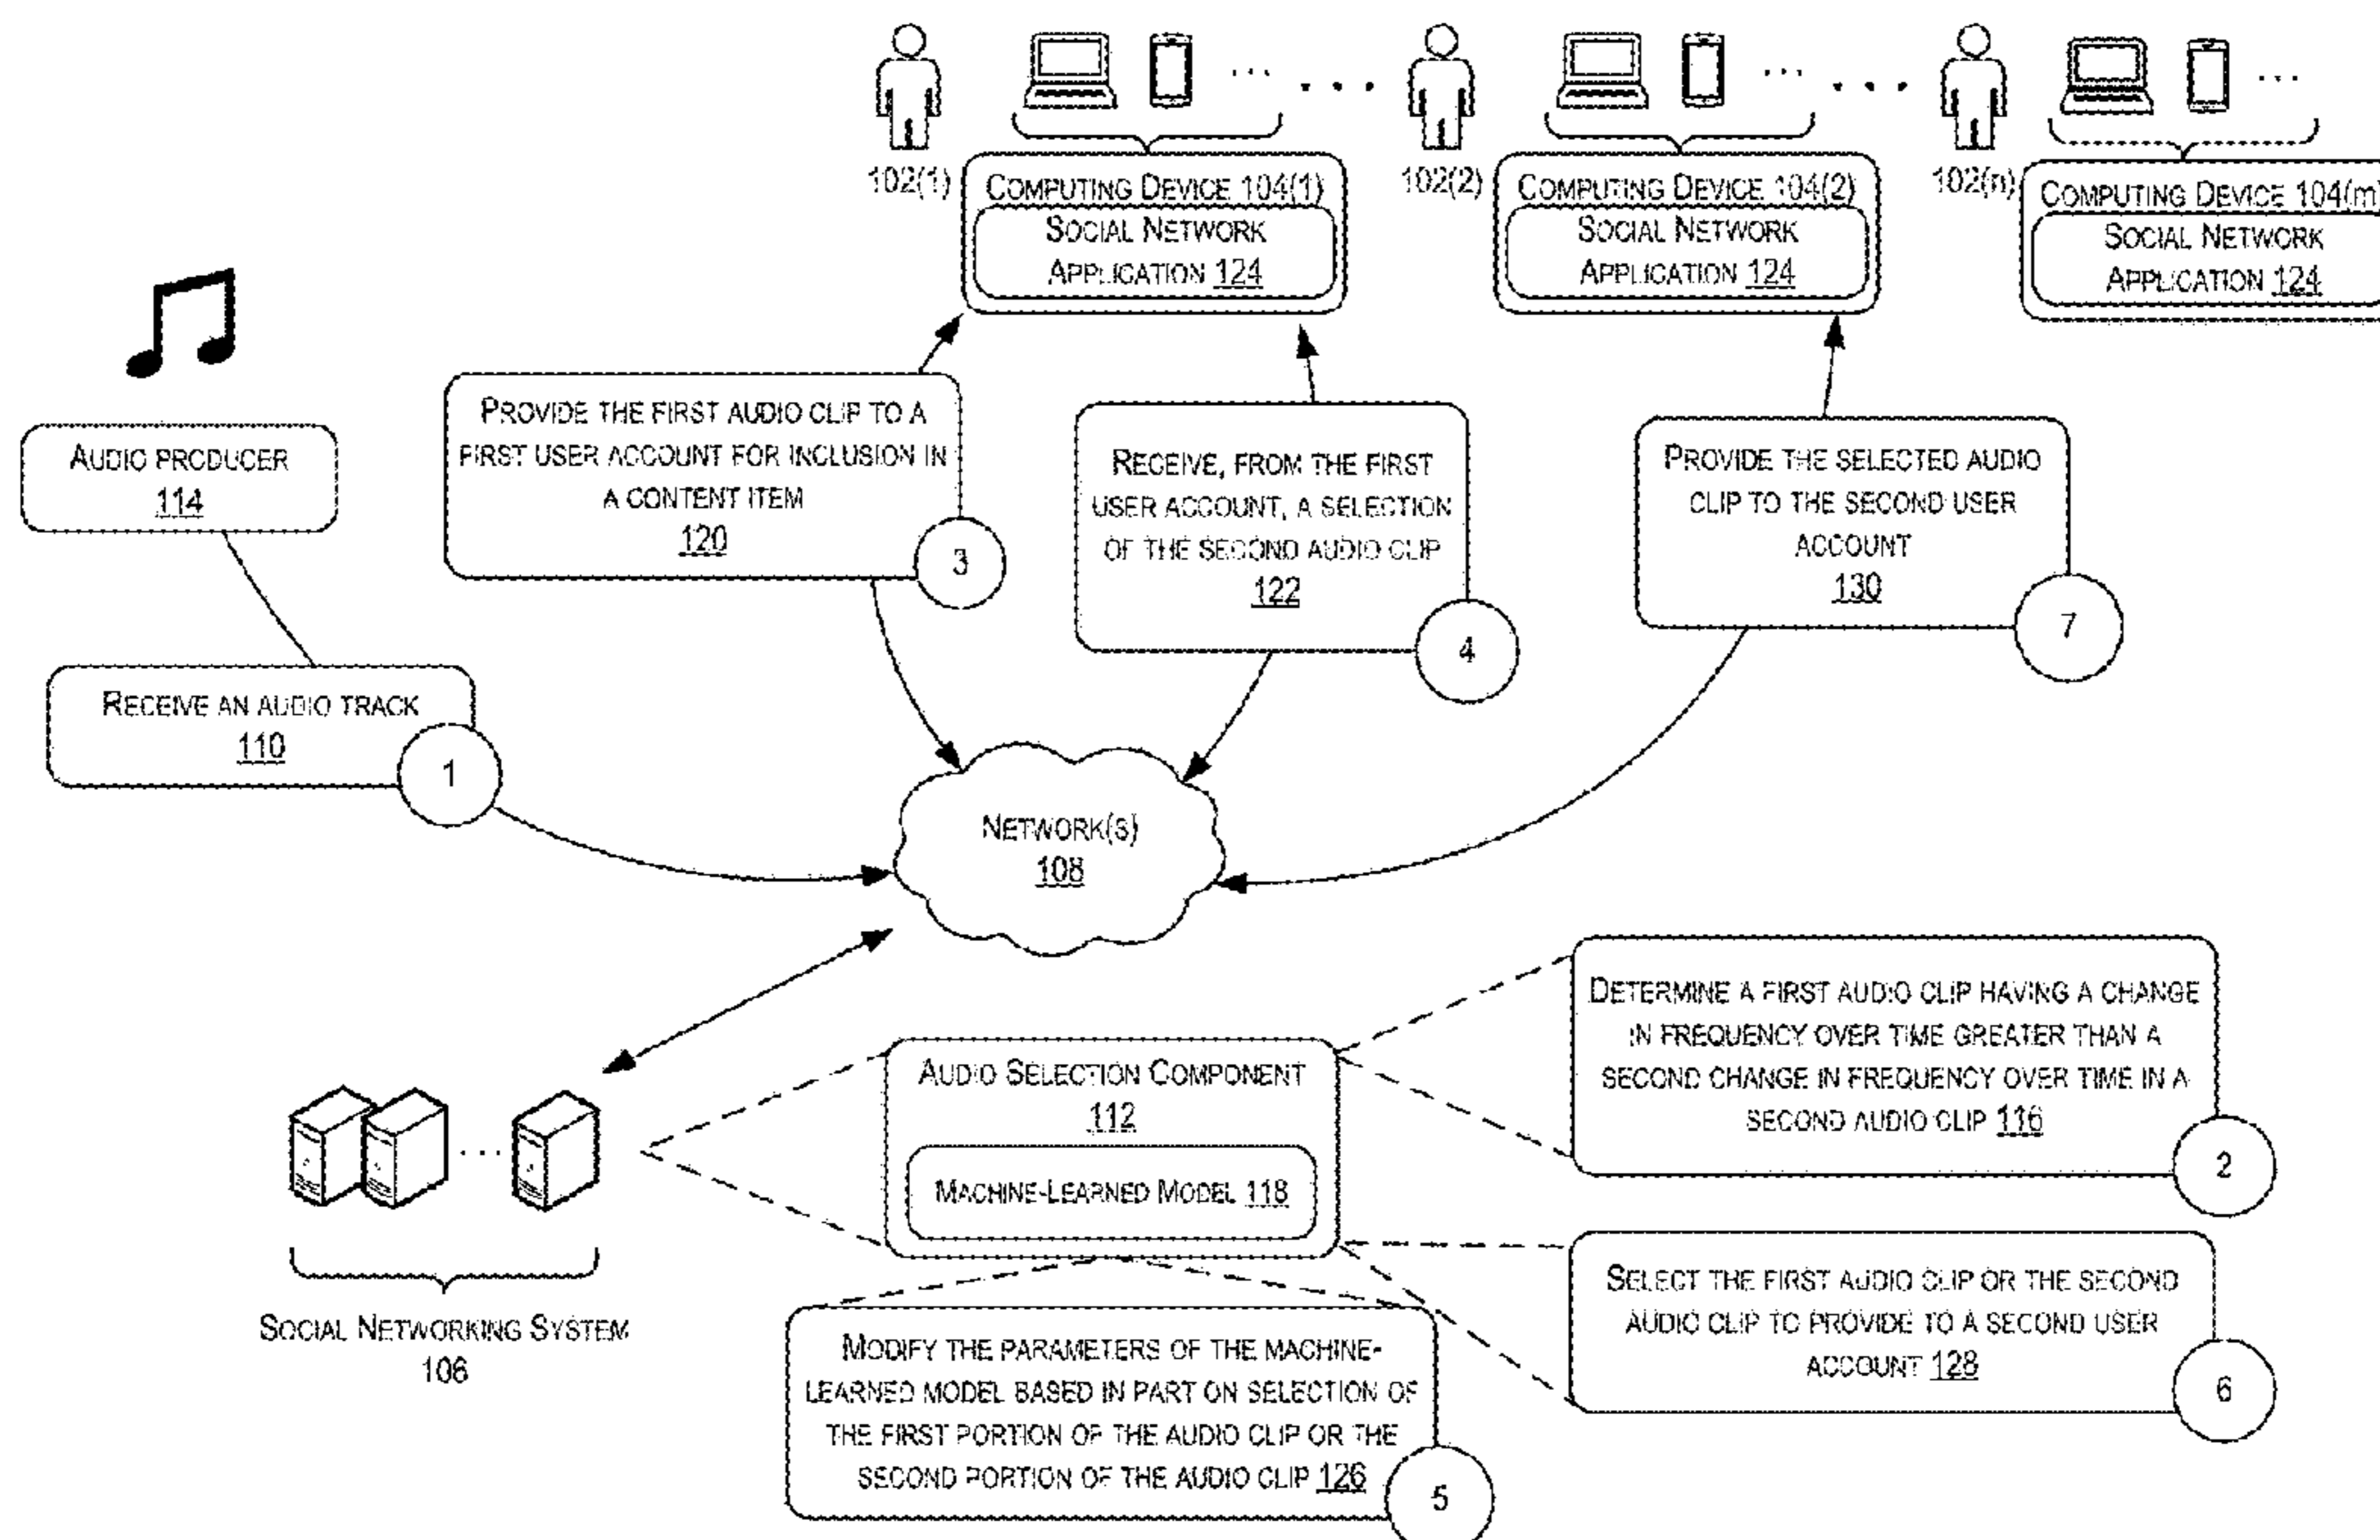 102(1)
COMPUTING DEVICE 104(1)
SOCIAL NETWORK
APPLICATION 124
102(2)
COMPUTING DEVICE 104(2)
SOCIAL NETWORK
APPLICATION 124
102(n)
COMPUTING DEVICE 104(m)
SOCIAL NETWORK
APPLICATION 124
AUDIO PRODUCER
114
PROVIDE THE FIRST AUDIO CLIP TO A
FIRST USER ACCOUNT FOR INCLUSION IN
A CONTENT ITEM
120
3
RECEIVE, FROM THE FIRST
USER ACCOUNT, A SELECTION
OF THE SECOND AUDIO CLIP
122
4
PROVIDE THE SELECTED AUDIO
CLIP TO THE SECOND USER
ACCOUNT
130
7
RECEIVE AN AUDIO TRACK
110
1
NETWORK(S)
108
DETERMINE A FIRST AUDIO CLIP HAVING A CHANGE
IN FREQUENCY OVER TIME GREATER THAN A
SECOND CHANGE IN FREQUENCY OVER TIME IN A
SECOND AUDIO CLIP 116
2
AUDIO SELECTION COMPONENT
112
MACHINE-LEARNED MODEL 118
SOCIAL NETWORKING SYSTEM
106
SELECT THE FIRST AUDIO CLIP OR THE SECOND
AUDIO CLIP TO PROVIDE TO A SECOND USER
ACCOUNT 128
6
MODIFY THE PARAMETERS OF THE MACHINE-
LEARNED MODEL BASED IN PART ON SELECTION OF
THE FIRST PORTION OF THE AUDIO CLIP OR THE
SECOND PORTION OF THE AUDIO CLIP 126
5